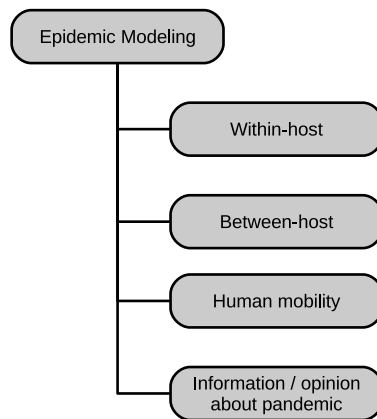 Epidemic Modeling
Within-host
Between-host
Human mobility
Information / opinion
about pandemic